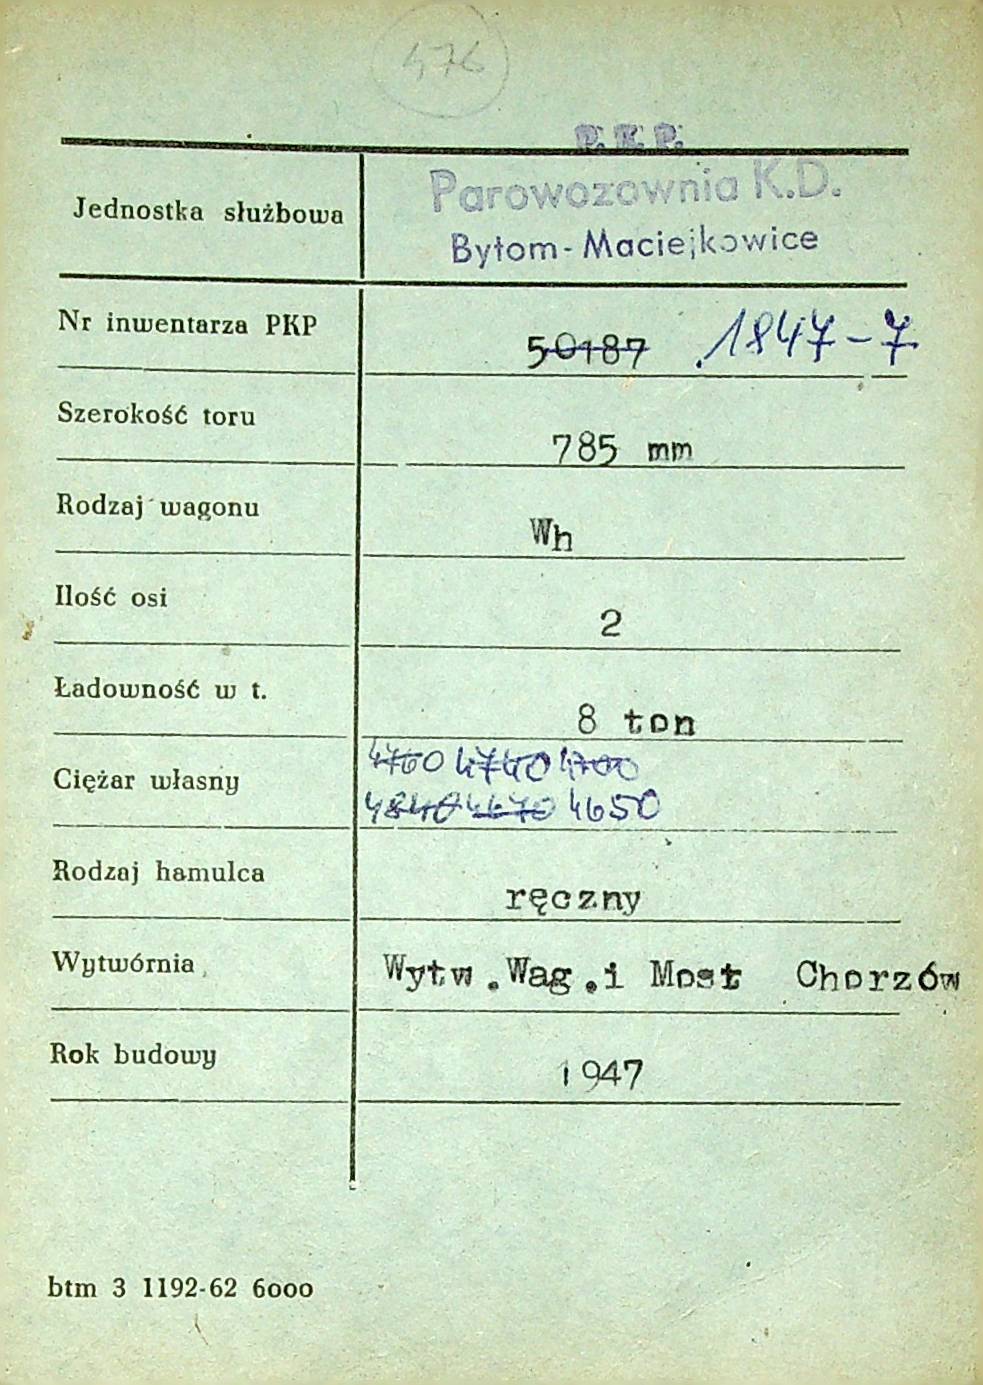 476
P. K. P.
Parowozownia K.D.
Bytom-Maciejkowice
Jednostka służbowa
Nr inwentarza PKP
50187 1847-7
Szerokość toru
785 mm
Rodzaj wagonu
Wh
Ilość osi
2
Ładowność w t.
8 ton
4760 4740 4700
Ciężar własny
4840 4670 4650
Rodzaj hamulca
ręczny
Wytwórnia
Wytw.Wag.i Most Chorzów
Rok budowy
1947
btm 3 1192-62 6000